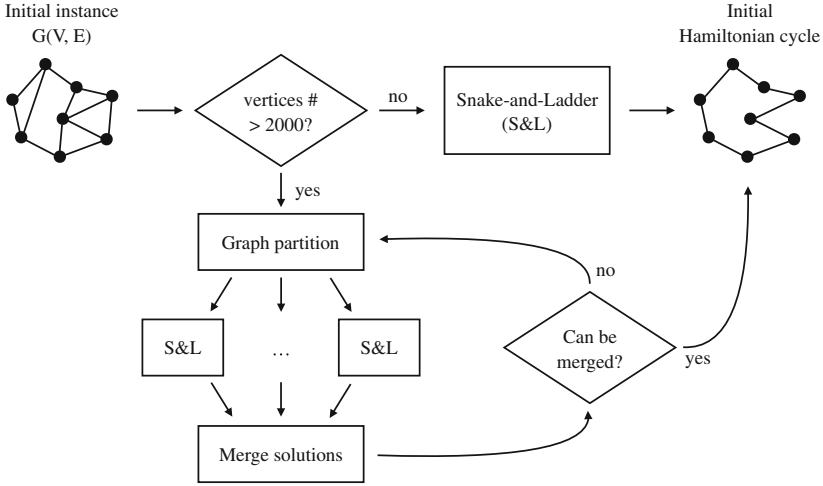 Initial instance
G(V, E)
vertices #
> 2000?
no
Snake-and-Ladder
(S&L)
Initial
Hamiltonian cycle
yes
Graph partition
S&L
...
S&L
Merge solutions
no
Can be
merged?
yes